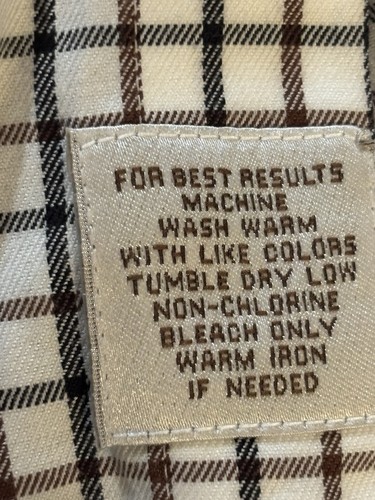 FOR BEST RESULTS
MACHINE
WASH WARM
WITH LIKE COLORS
TUMBLE DRY LOW
NON-CHLORINE
BLEACH ONLY
WARM IRON
IF NEEDED